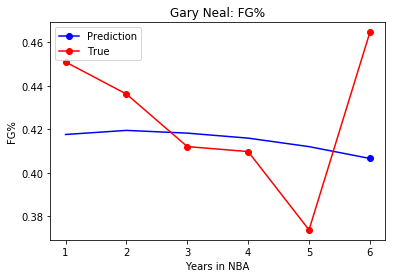 Gary Neal: FG%
Prediction
True
FG%
0.46
0.44
0.42
0.40
0.38
1 2 3 4 5 6
Years in NBA